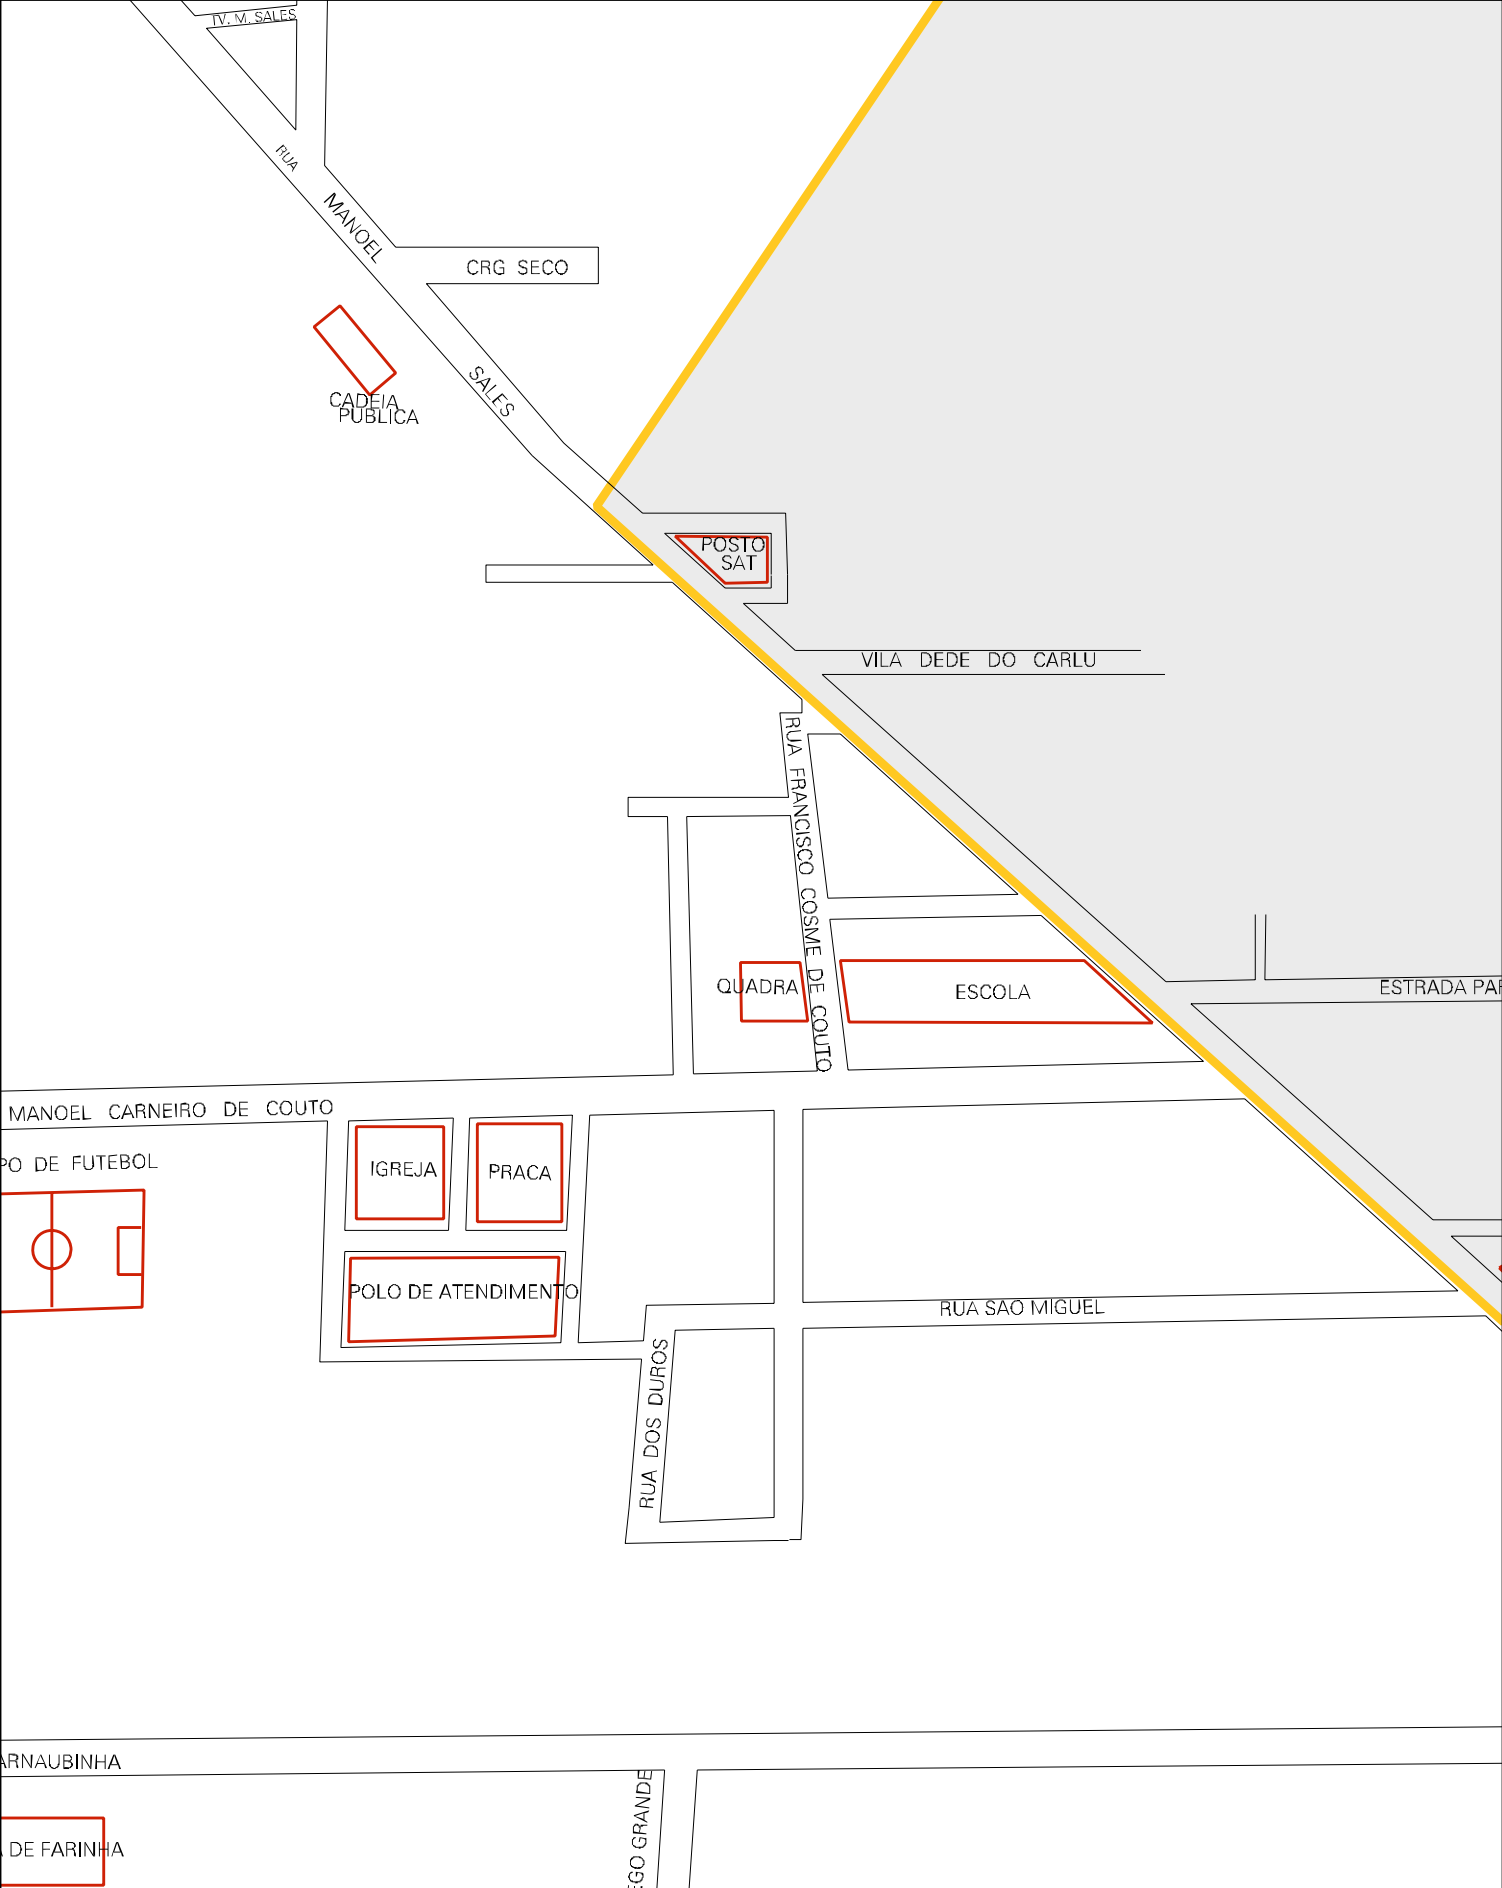 TV. M. SALES
RUA MANOEL SALES
CRG SECO
CADEIA
PUBLICA
POSTO
SAT
VILA DEDE DO CARLU
RUA FRANCISCO COSME DE COUTO
QUADRA
ESCOLA
ESTRADA PAR
MANOEL CARNEIRO DE COUTO
PO DE FUTEBOL
IGREJA
PRACA
POLO DE ATENDIMENTO
RUA SAO MIGUEL
RUA DOS DUROS
ARNAUBINHA
EGO GRANDE
DE FARINHA